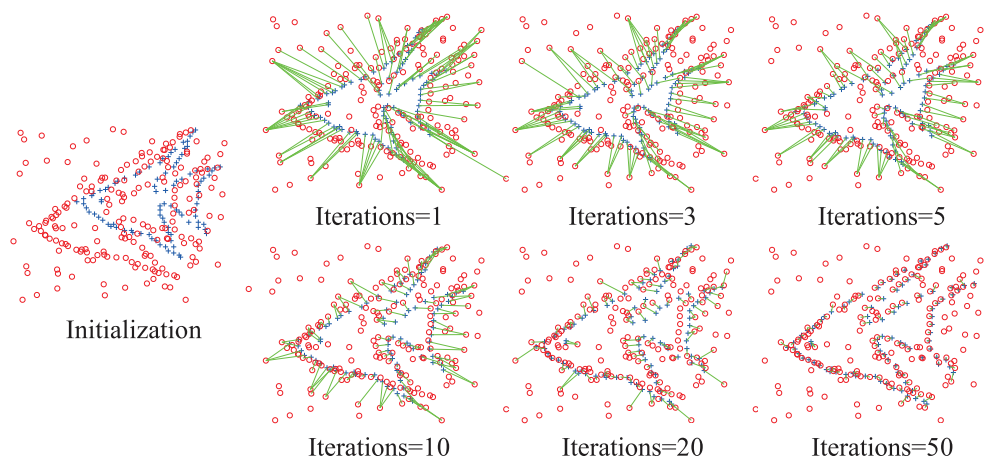 Initialization
Iterations=1
Iterations=3
Iterations=5
Iterations=10
Iterations=20
Iterations=50